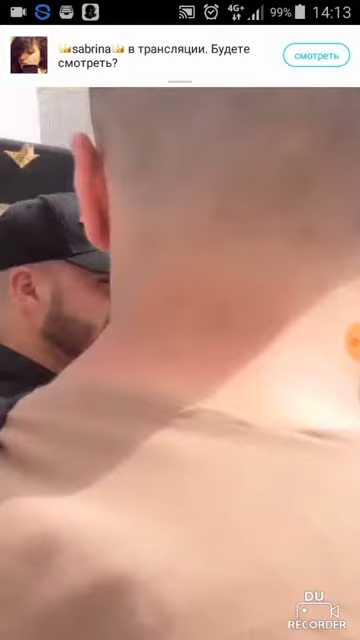 4G+ 99% 14:13
👑sabrina👑 в трансляции. Будете
смотреть?
смотреть
DU
RECORDER